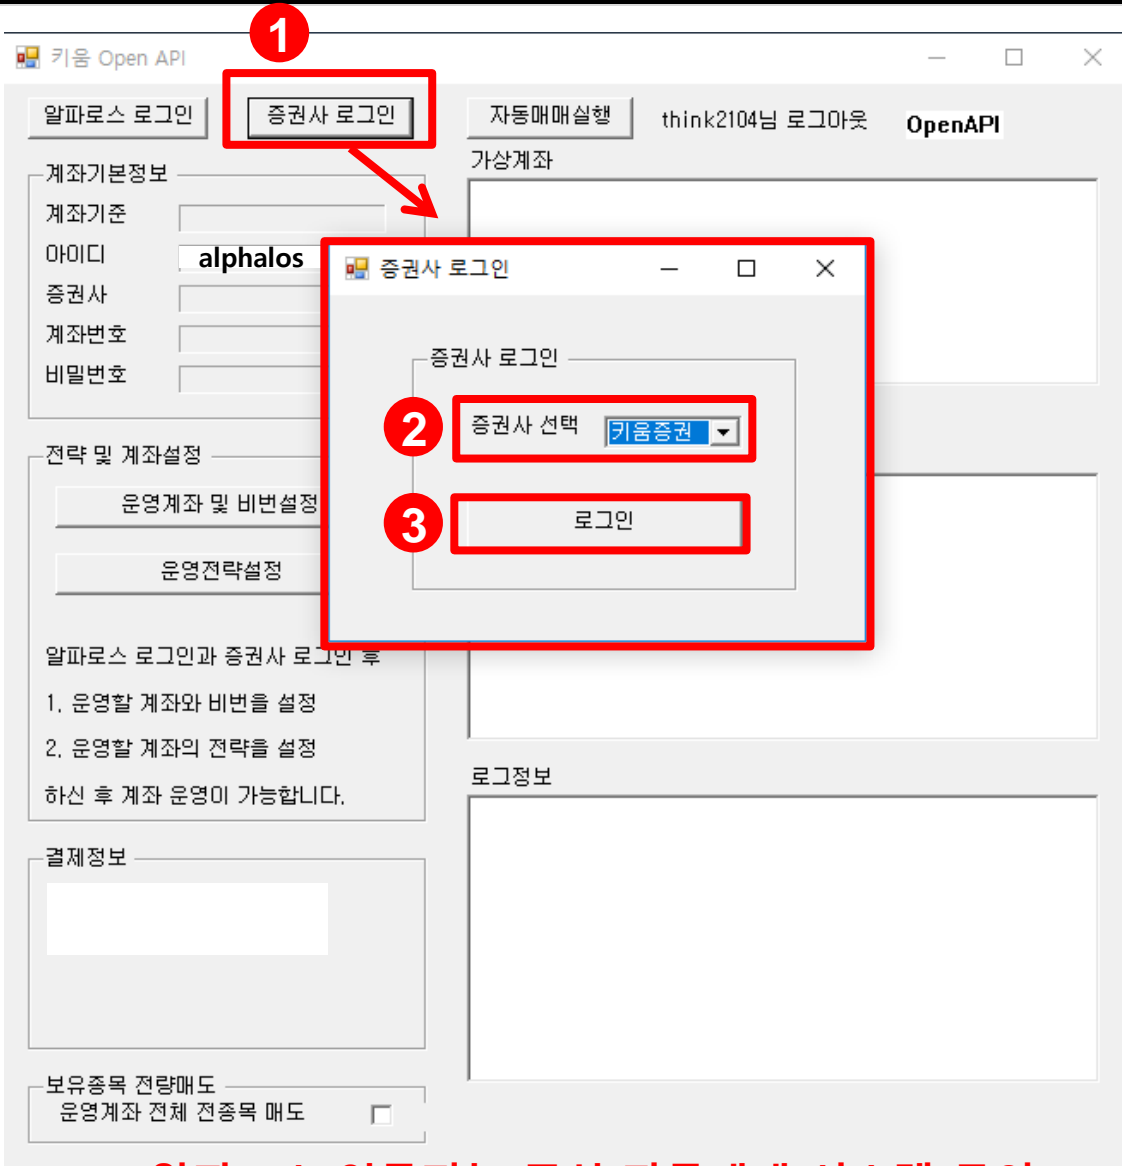 1
키움 Open API
알파로스 로그인 증권사 로그인 자동매매실행 think2104님 로그아웃 OpenAPI
계좌기본정보
계좌기준
아이디 alphalos
증권사
계좌번호
비밀번호
가상계좌
증권사 로그인
증권사 로그인
2 증권사 선택 키움증권
3 로그인
전략 및 계좌설정
운영계좌 및 비번설정
운영전략설정
알파로스 로그인과 증권사 로그인 후
1. 운영할 계좌와 비번을 설정
2. 운영할 계좌의 전략을 설정
하신 후 계좌 운영이 가능합니다.
로그정보
결제정보
보유종목 전량매도
운영계좌 전체 전종목 매도